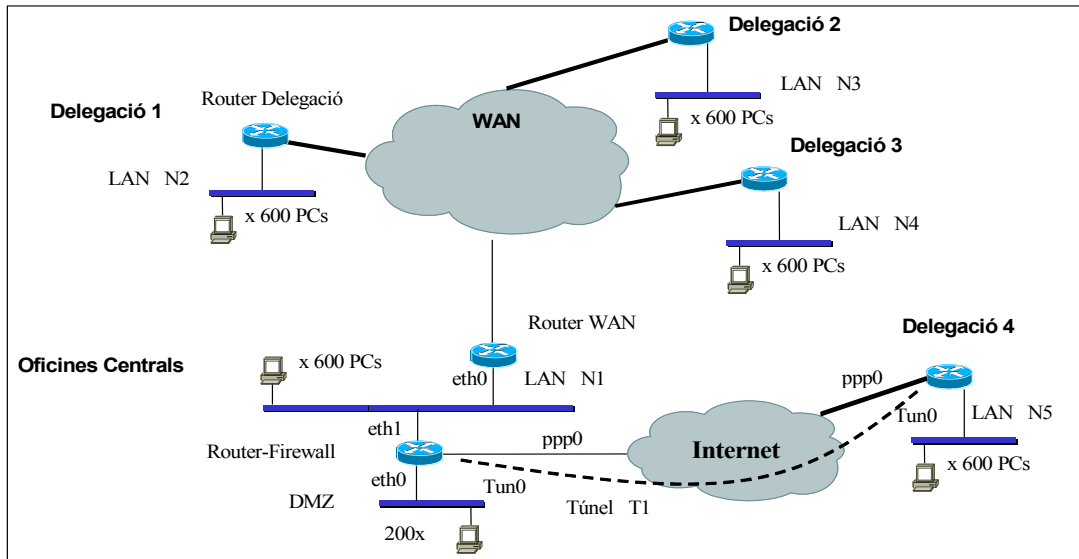 Delegació 2
LAN N3
x 600 PCs
Delegació 1
Router Delegació
WAN
LAN N2
x 600 PCs
Delegació 3
LAN N4
x 600 PCs
Router WAN
Oficines Centrals
x 600 PCs
eth0
LAN N1
Delegació 4
ppp0
Tun0
LAN N5
x 600 PCs
eth1
Router-Firewall
ppp0
Internet
eth0
Tun0
DMZ
Túnel T1
200x